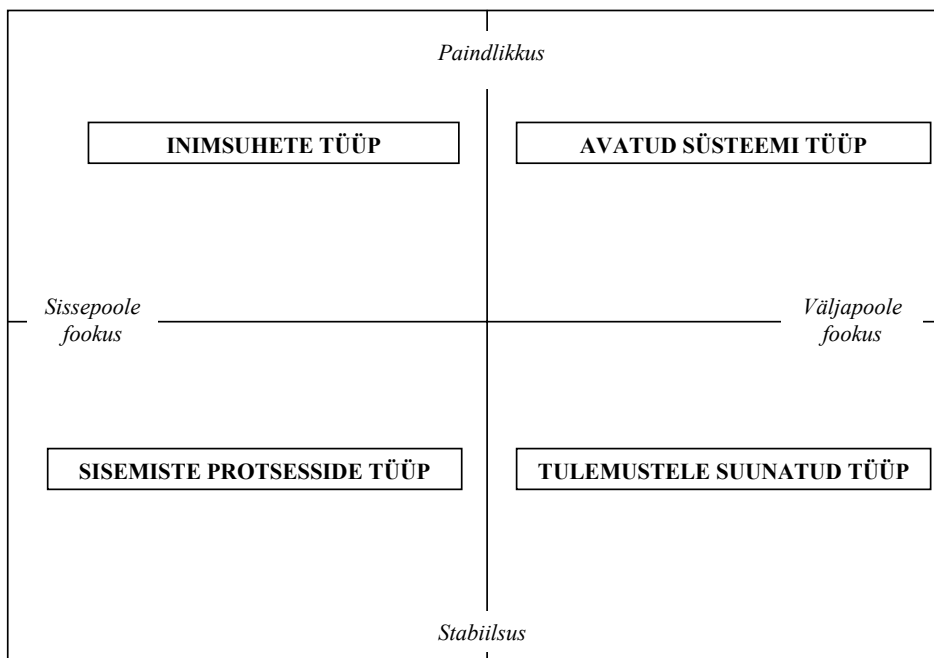 Paindlikkus
INIMSUHETE TÜÜP
AVATUD SÜSTEEMI TÜÜP
Sissepoole
fookus
Väljapoole
fookus
SISEMISTE PROTSESSIDE TÜÜP
TULEMUSTELE SUUNATUD TÜÜP
Stabiilsus